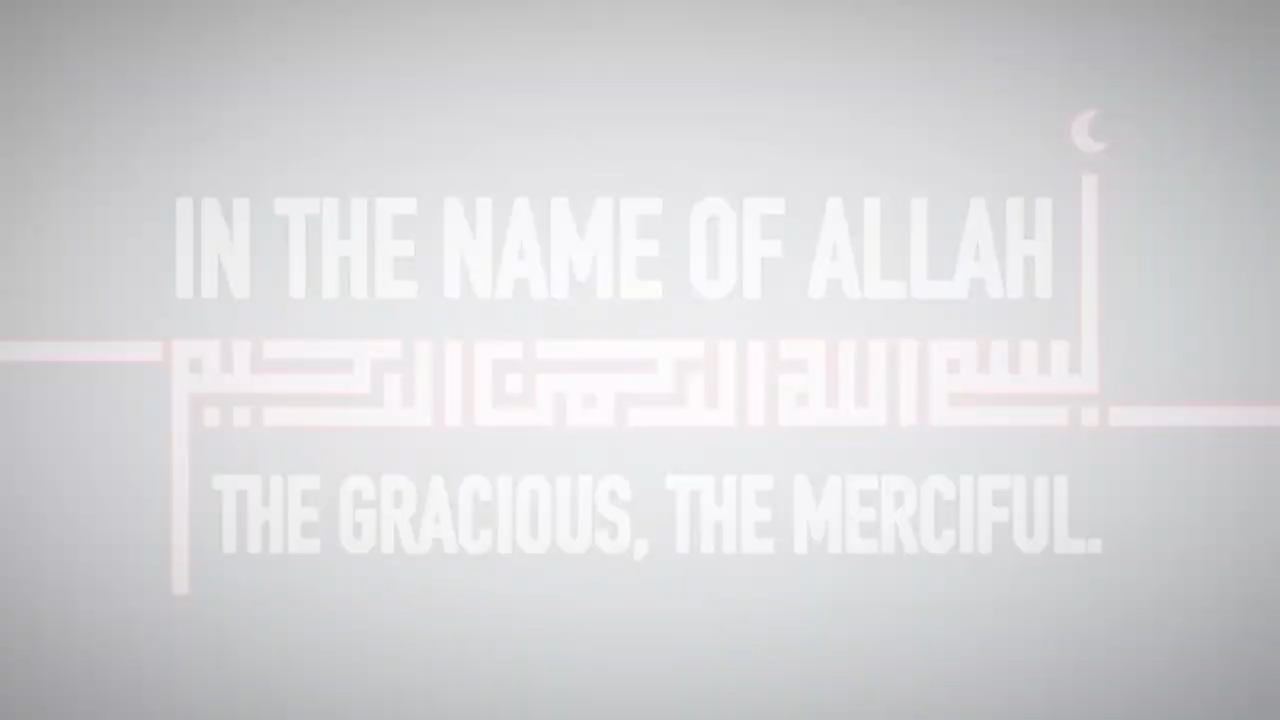 IN THE NAME OF ALLAH
بسم الله الرحمن الرحيم
THE GRACIOUS, THE MERCIFUL.